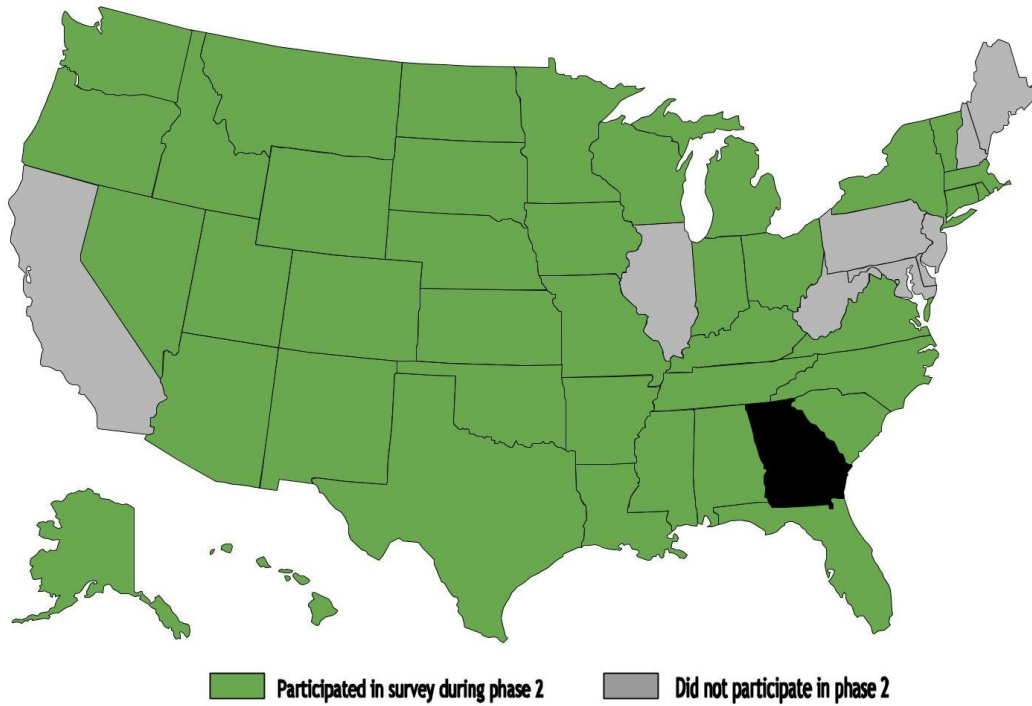 Participated in survey during phase 2
Did not participate in phase 2